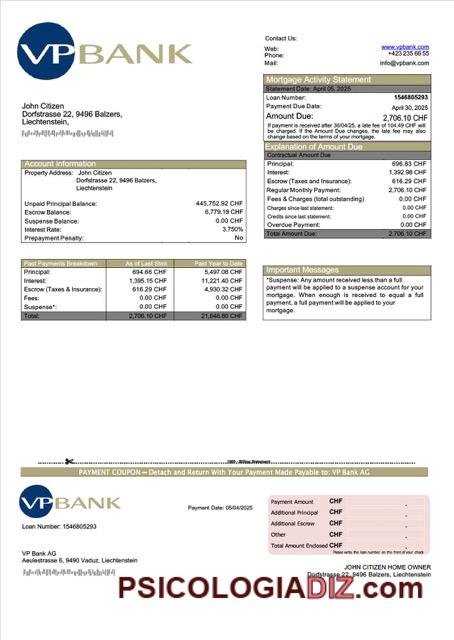 VPBANK
Contact Us:
Web: www.vpbank.com
Phone: +423 235 66 55
Mail: info@vpbank.com
Mortgage Activity Statement
Statement Date: April 05, 2025
Loan Number: 1546805293
Payment Due Date: April 30, 2025
Amount Due: 2,706.10 CHF
If payment is received after 30/04/25, a late fee of 104.49 CHF will
be charged. If the Amount Due changes, the late fee may also
change based on the terms of your mortgage.
John Citizen
Dorfstrasse 22, 9496 Balzers,
Liechtenstein,
Explanation of Amount Due
Contractual Amount Due
Principal: 696.83 CHF
Interest: 1,392.98 CHF
Escrow (Taxes and Insurance): 616.29 CHF
Regular Monthly Payment: 2,706.10 CHF
Fees & Charges (total outstanding) 0.00 CHF
Charges since last statement: 0.00 CHF
Credits since last statement: 0.00 CHF
Overdue Payment: 0.00 CHF
Total Amount Due: 2,706.10 CHF
Account Information
Property Address: John Citizen
Dorfstrasse 22, 9496 Balzers,
Liechtenstein
Unpaid Principal Balance: 445,752.92 CHF
Escrow Balance: 6,779.19 CHF
Suspense Balance: 0.00 CHF
Interest Rate: 3.750%
Prepayment Penalty: No
Past Payments Breakdown As of Last Stmt Paid Year to Date
Principal: 694.66 CHF 5,497.08 CHF
Interest: 1,395.15 CHF 11,221.40 CHF
Escrow (Taxes & Insurance): 616.29 CHF 4,930.32 CHF
Fees: 0.00 CHF 0.00 CHF
Suspense*: 0.00 CHF 0.00 CHF
Total: 2,706.10 CHF 21,648.80 CHF
Important Messages
*Suspense: Any amount received less than a full
payment will be applied to a suspense account for your
mortgage. When enough is received to equal a full
payment, a full payment will be applied to your
mortgage.
PAYMENT COUPON – Detach and Return With Your Payment Made Payable to: VP Bank AG
VPBANK
Loan Number: 1546805293
Payment Date: 05/04/2025
Payment Amount CHF
Additional Principal CHF
Additional Escrow CHF
Other CHF
Total Amount Enclosed CHF
Please write the loan number on the front of your check
VP Bank AG
Aeulestrasse 6, 9490 Vaduz, Liechtenstein
JOHN CITIZEN HOME OWNER
Dorfstrasse 22, 9496 Balzers, Liechtenstein
PSICOLOGIADIZ.com